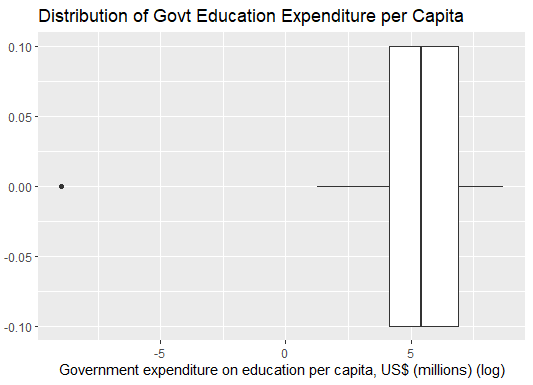 Distribution of Govt Education Expenditure per Capita
0.10
0.05
0.00
-0.05
-0.10
-5 0 5
Government expenditure on education per capita, US$ (millions) (log)